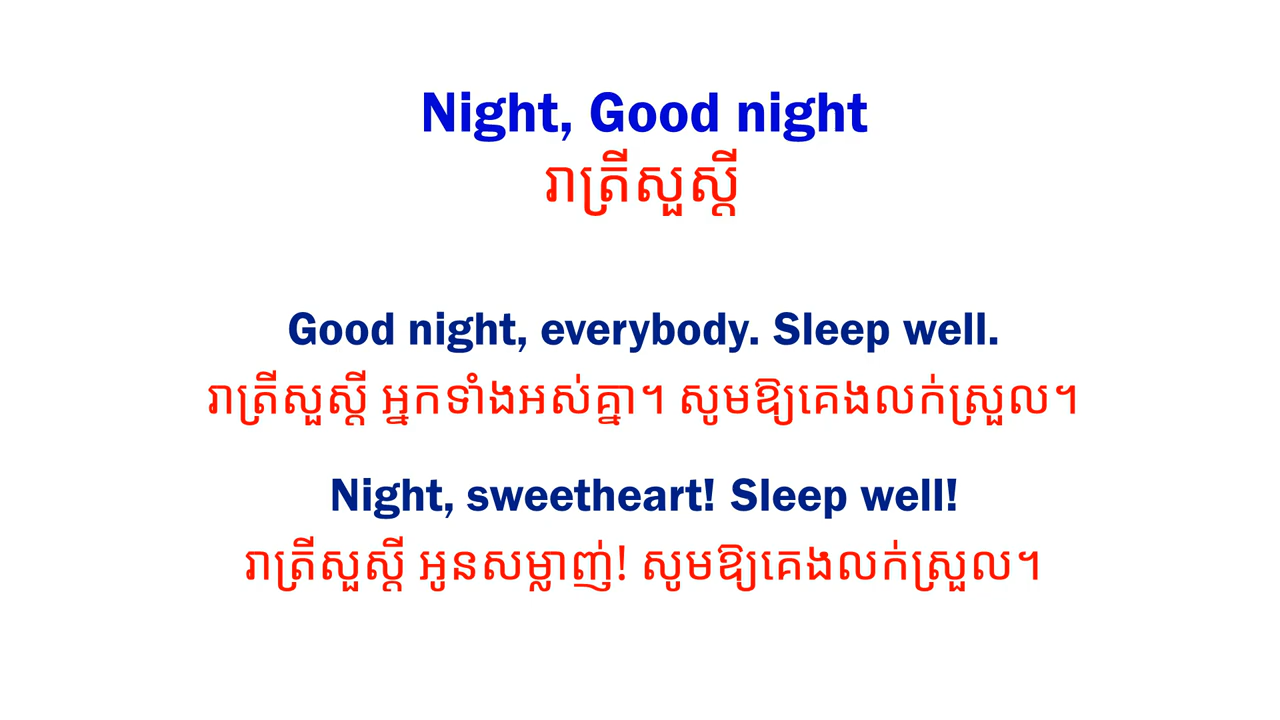 Night, Good night
រាត្រីសួស្តី
Good night, everybody. Sleep well.
រាត្រីសួស្តី អ្នកទាំងអស់គ្នា។ សូមឱ្យគេងលក់ស្រួល។
Night, sweetheart! Sleep well!
រាត្រីសួស្តី អូនសម្លាញ់! សូមឱ្យគេងលក់ស្រួល។